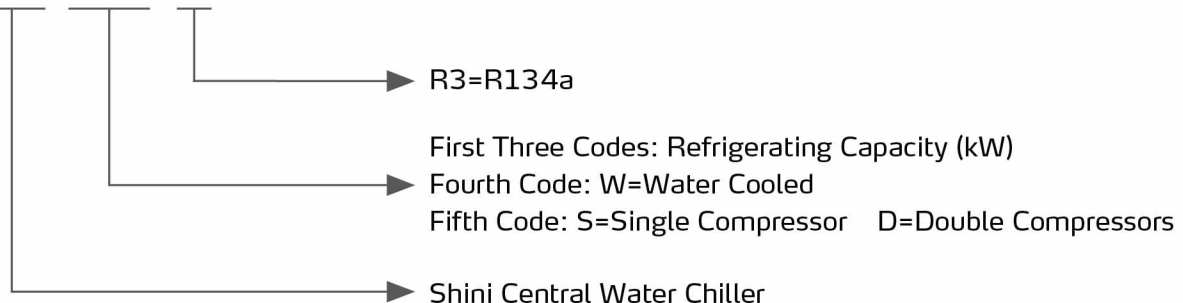 R3=R134a
First Three Codes: Refrigerating Capacity (kW)
Fourth Code: W=Water Cooled
Fifth Code: S=Single Compressor D=Double Compressors
Shini Central Water Chiller